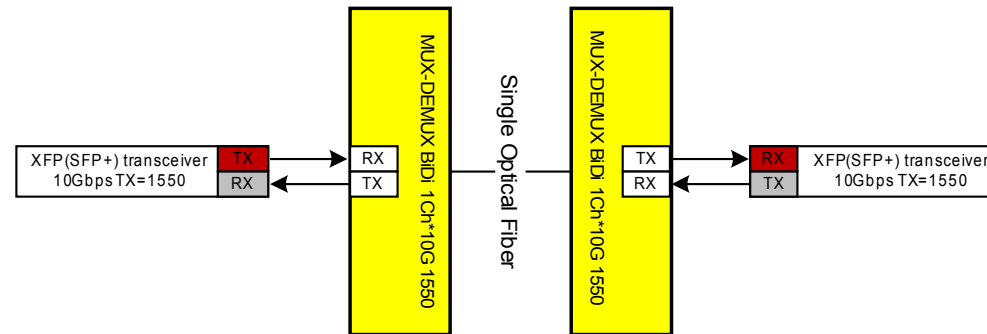 XFP(SFP+) transceiver
10Gbps TX=1550
TX
RX
RX
TX
MUX-DEMUX BiDi 1Ch*10G 1550
Single Optical Fiber
MUX-DEMUX BiDi 1Ch*10G 1550
TX
RX
RX
TX
XFP(SFP+) transceiver
10Gbps TX=1550